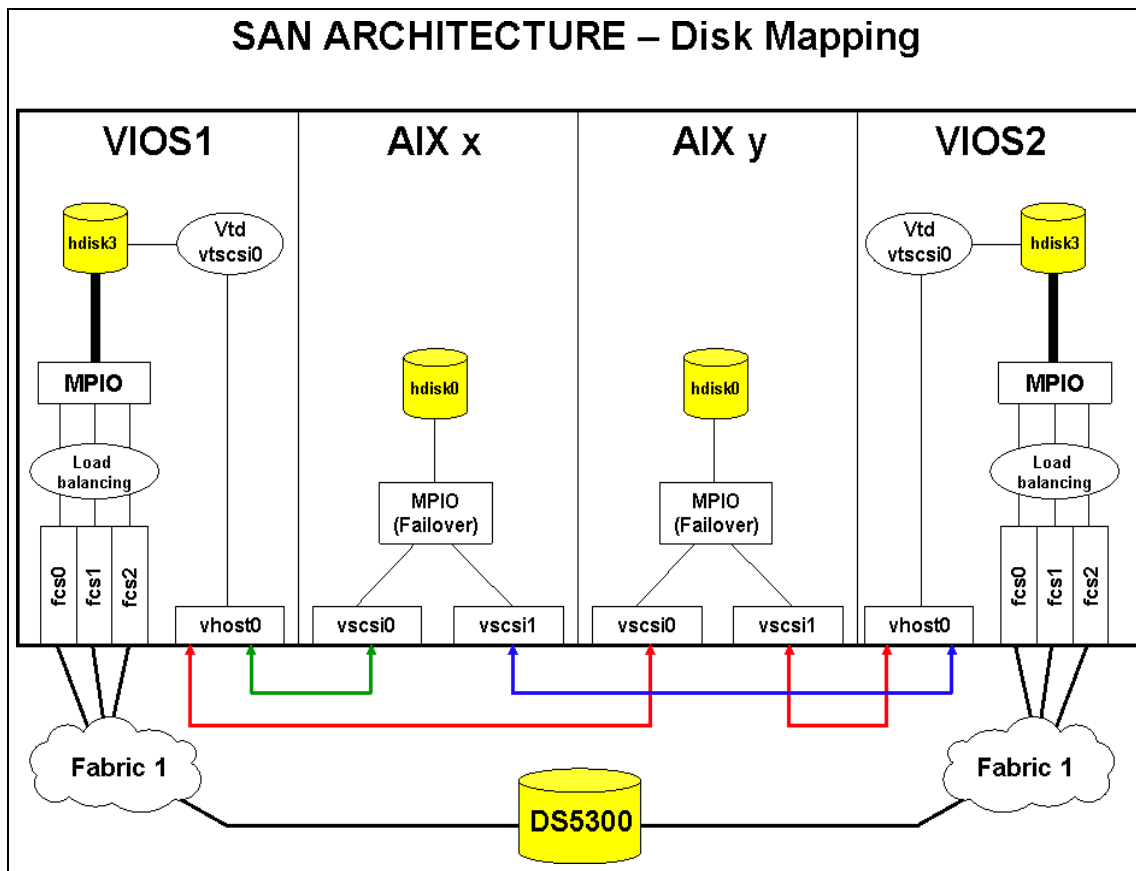 SAN ARCHITECTURE – Disk Mapping
VIOS1
AIX x
AIX y
VIOS2
hdisk3
Vtd
vtscsi0
Vtd
vtscsi0
hdisk3
MPIO
hdisk0
hdisk0
MPIO
Load
balancing
MPIO
(Failover)
MPIO
(Failover)
Load
balancing
fcs0
fcs1
fcs2
vhost0
vscsi0
vscsi1
vscsi0
vscsi1
vhost0
fcs0
fcs1
fcs2
Fabric 1
Fabric 1
DS5300